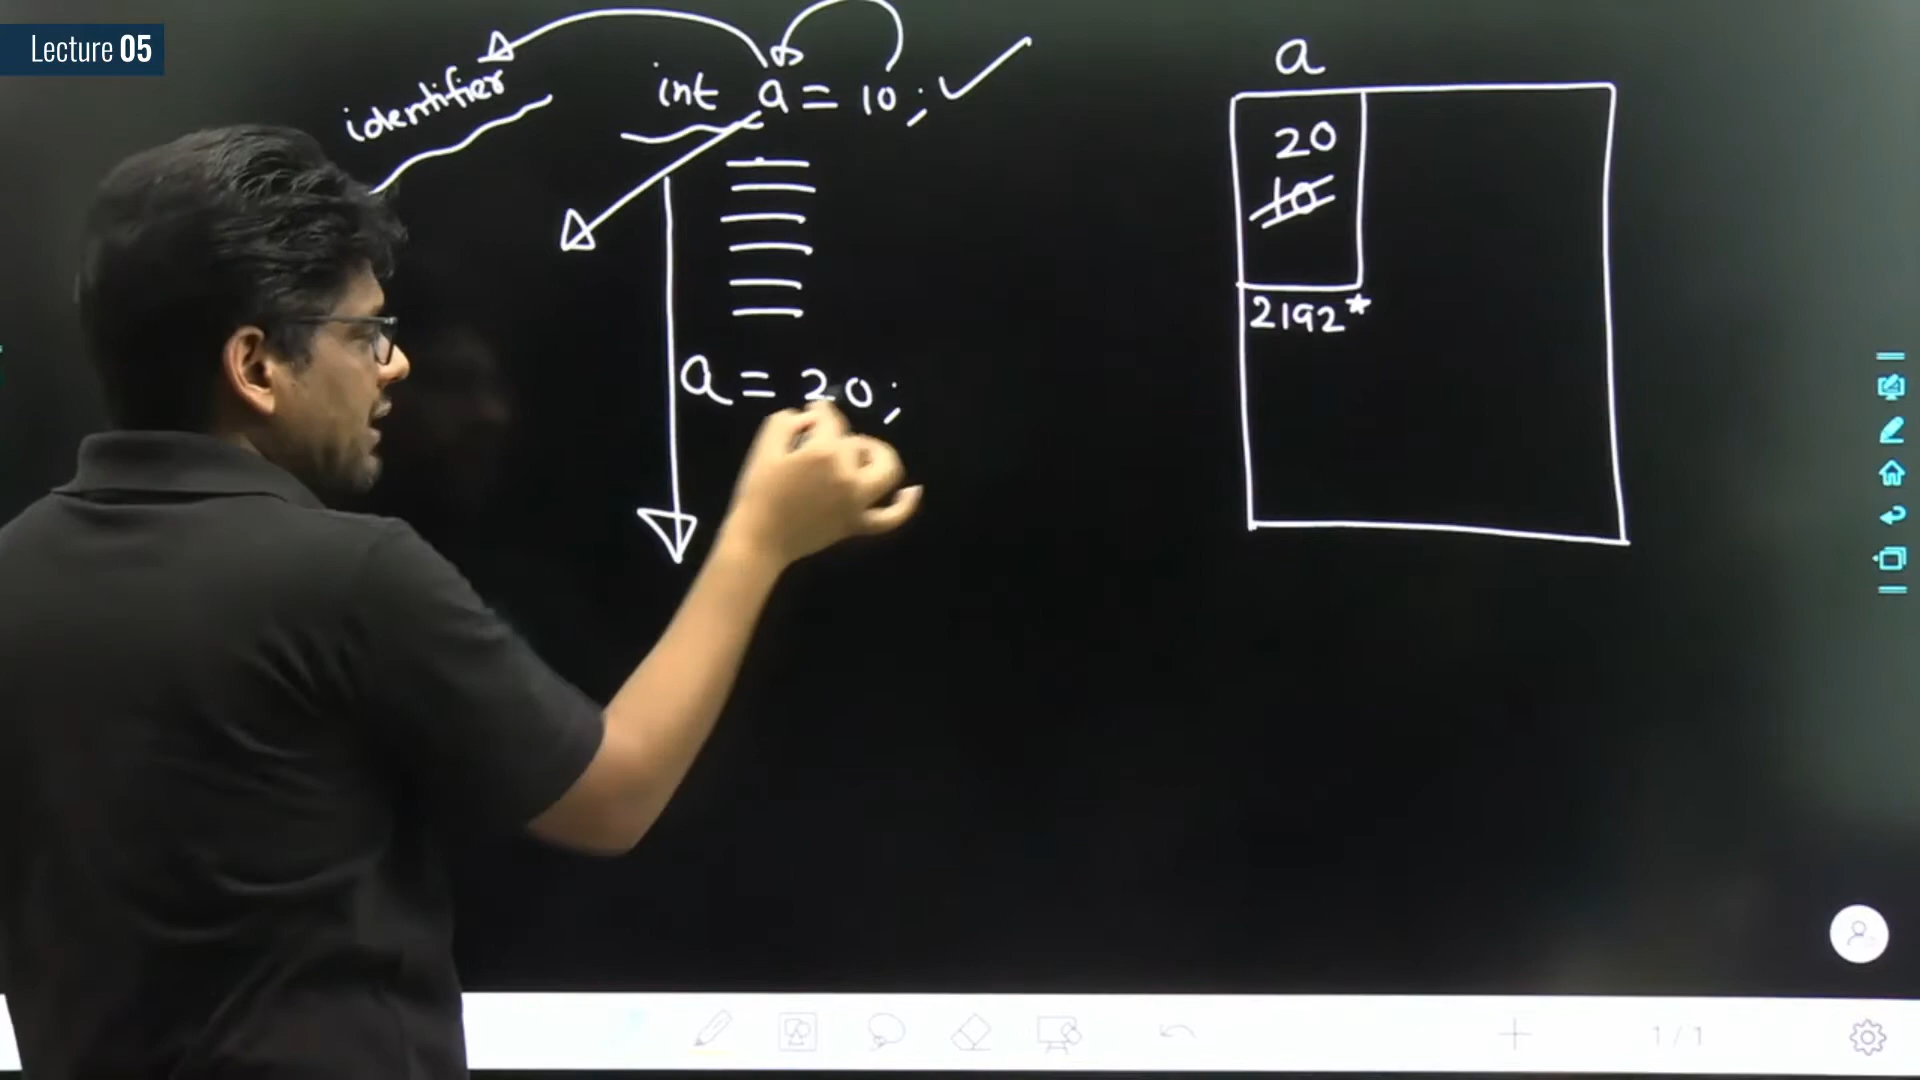 Lecture 05
identifier
int a = 10;
a = 20;
a
20
10
2192*
1/1